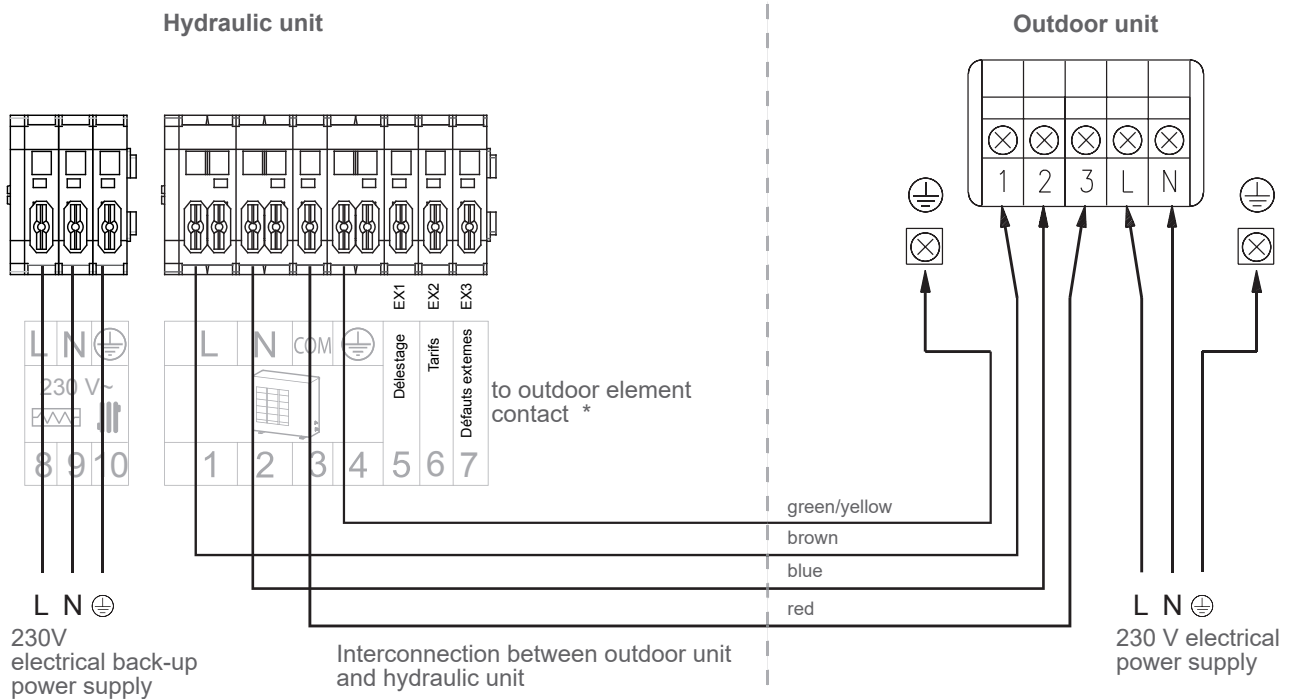 Hydraulic unit
Outdoor unit
1 2 3 L N
EX1 EX2 EX3
L N
230 V~
8 9 10
L N COM
Délestage
Tarifs
Défauts externes
1 2 3 4 5 6 7
to outdoor element
contact *
green/yellow
brown
blue
red
L N
230V
electrical back-up
power supply
Interconnection between outdoor unit
and hydraulic unit
L N
230 V electrical
power supply